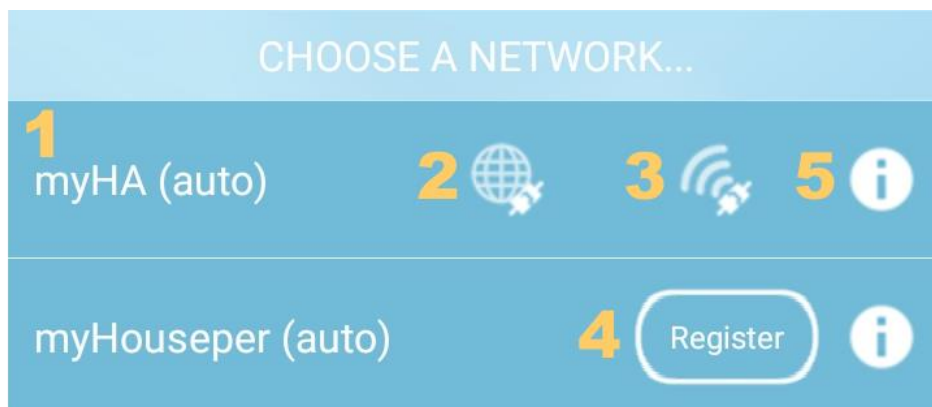 CHOOSE A NETWORK...
1
myHA (auto) 2 3 5 i
myHouseper (auto) 4 Register i